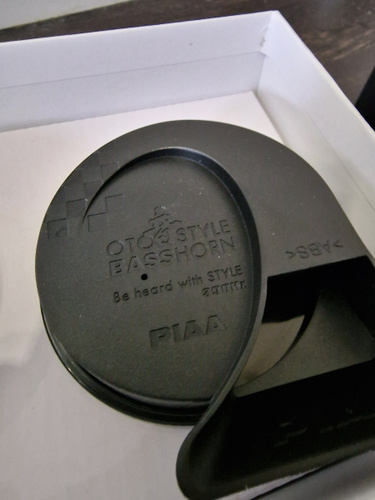 OTO STYLE
BASSHORN
Be heard with STYLE
PIAA
>ABS<